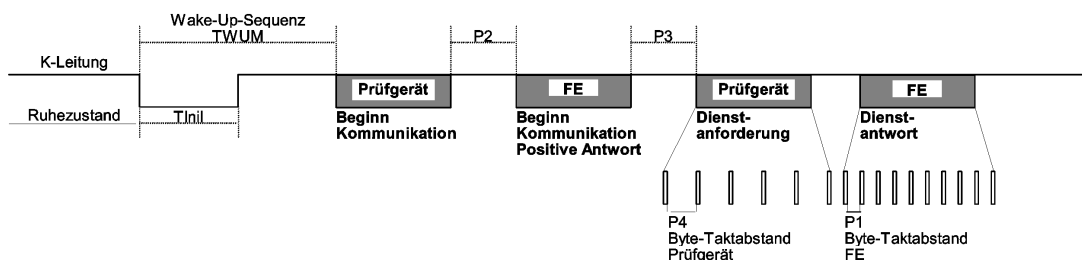 Wake-Up-Sequenz
TWUM
P2
P3
K-Leitung
Prüfgerät
FE
Prüfgerät
FE
Ruhezustand
TInil
Beginn
Kommunikation
Beginn
Kommunikation
Positive Antwort
Dienst-
anforderung
Dienst-
antwort
P4
Byte-Taktabstand
Prüfgerät
P1
Byte-Taktabstand
FE